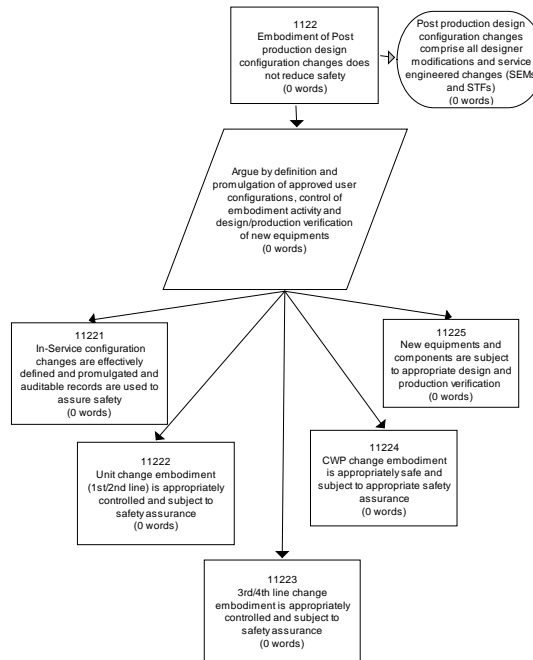 1122
Embodiment of Post
production design
configuration changes does
not reduce safety
(0 words)
Post production design
configuration changes
comprise all designer
modifications and service
engineered changes (SEMs
and STFs)
(0 words)
Argue by definition and
promulgation of approved user
configurations, control of
embodiment activity and
design/production verification
of new equipments
(0 words)
11221
In-Service configuration
changes are effectively
defined and promulgated and
auditable records are used to
assure safety
(0 words)
11225
New equipments and
components are subject
to appropriate design and
production verification
(0 words)
11222
Unit change embodiment
(1st/2nd line) is appropriately
controlled and subject to
safety assurance
(0 words)
11224
CWP change embodiment
is appropriately safe and
subject to appropriate safety
assurance
(0 words)
11223
3rd/4th line change
embodiment is appropriately
controlled and subject to
safety assurance
(0 words)